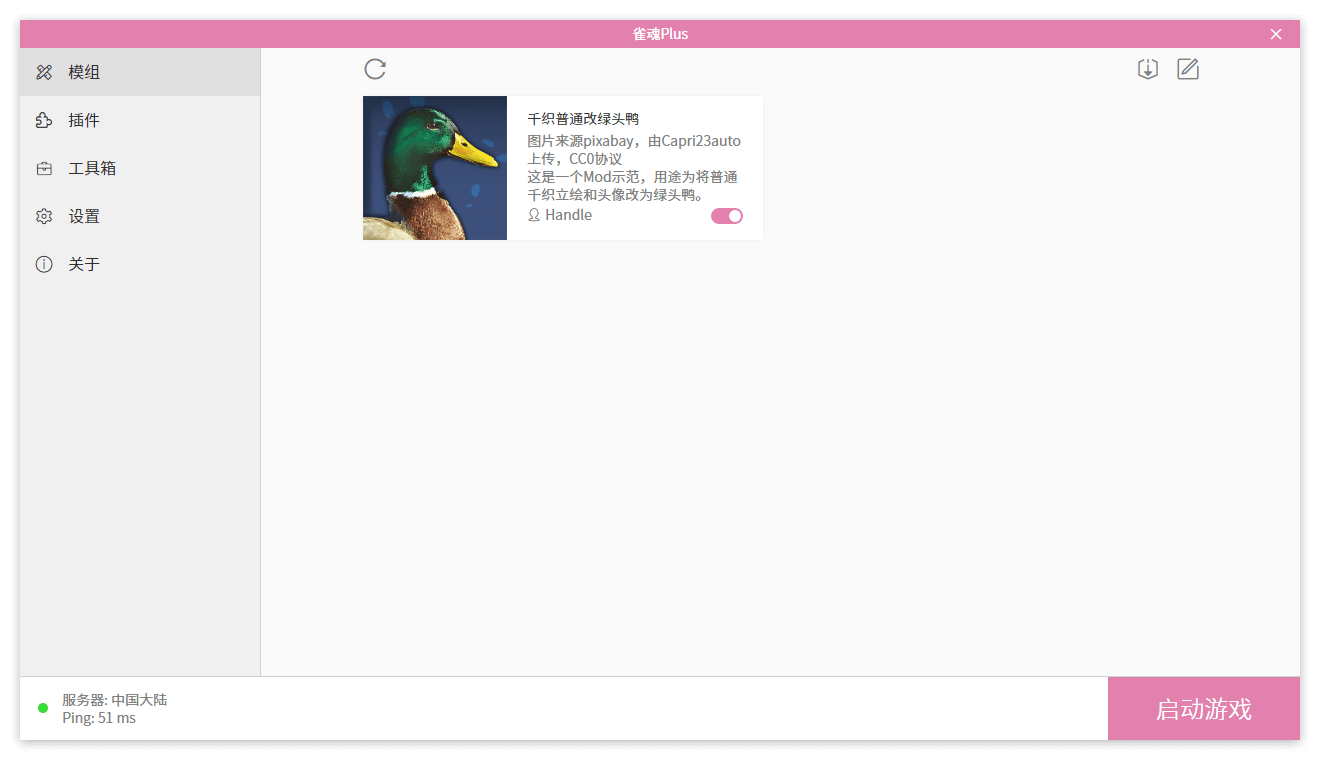 雀魂Plus
模组
插件
工具箱
设置
关于
千织普通改绿头鸭
图片来源pixabay，由Capri23auto
上传，CC0协议
这是一个Mod示范，用途为将普通
千织立绘和头像改为绿头鸭。
Handle
服务器: 中国大陆
Ping: 51 ms
启动游戏